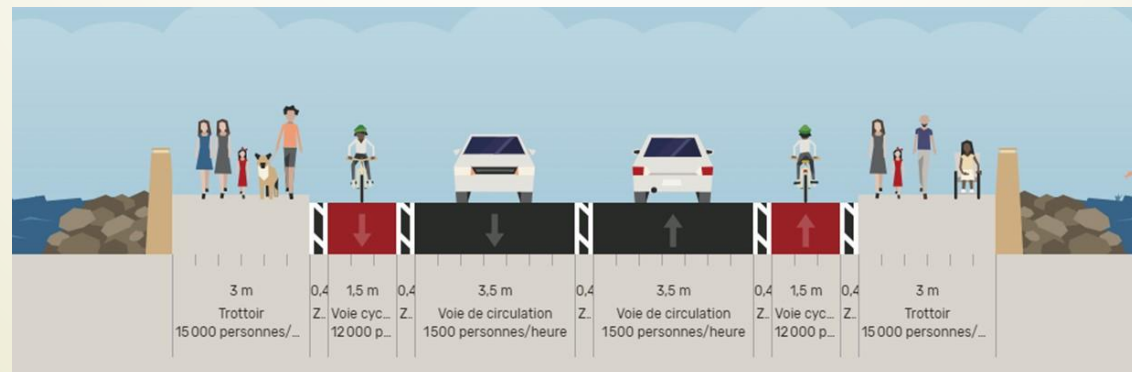 3 m
Trottoir
15 000 personnes/...
0,4
Z...
1,5 m
Voie cyc...
12 000 p...
0,4
Z...
3,5 m
Voie de circulation
1500 personnes/heure
0,4
Z...
3,5 m
Voie de circulation
1500 personnes/heure
0,4
Z...
1,5 m
Voie cyc...
12 000 p...
0,4
Z...
3 m
Trottoir
15 000 personnes/...